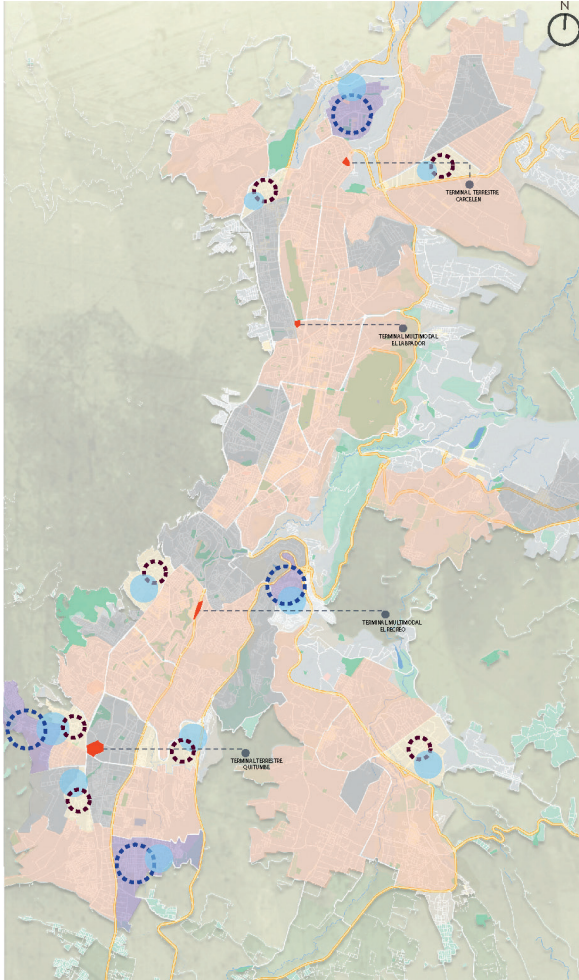 N
TERMINAL TERRESTRE
CARCELEN
TERMINAL MULTIMODAL
EL LABRADOR
TERMINAL MULTIMODAL
EL RECREO
TERMINAL TERRESTRE
QUITUMBE